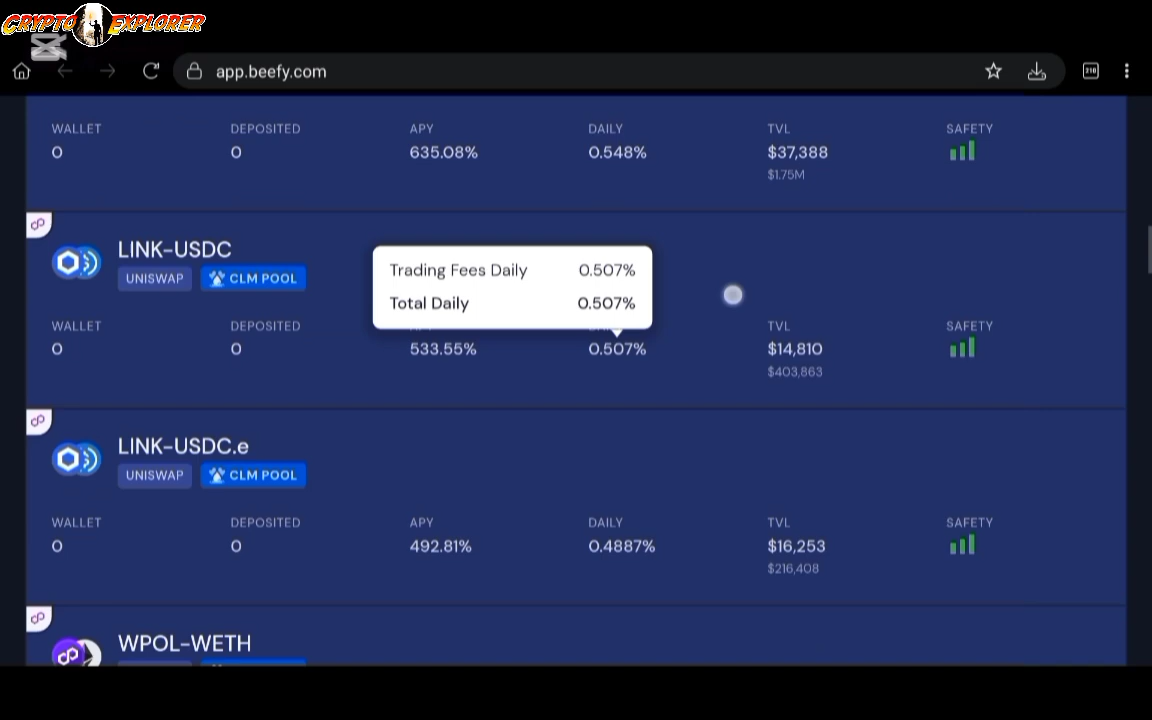 CRYPTO EXPLORER
app.beefy.com
218
WALLET DEPOSITED APY DAILY TVL SAFETY
0 0 635.08% 0.548% $37,388
$1.75M
LINK-USDC
UNISWAP CLM POOL
Trading Fees Daily 0.507%
Total Daily 0.507%
WALLET DEPOSITED TVL SAFETY
0 0 533.55% 0.507% $14,810
$403,863
LINK-USDC.e
UNISWAP CLM POOL
WALLET DEPOSITED APY DAILY TVL SAFETY
0 0 492.81% 0.4887% $16,253
$216,408
WPOL-WETH